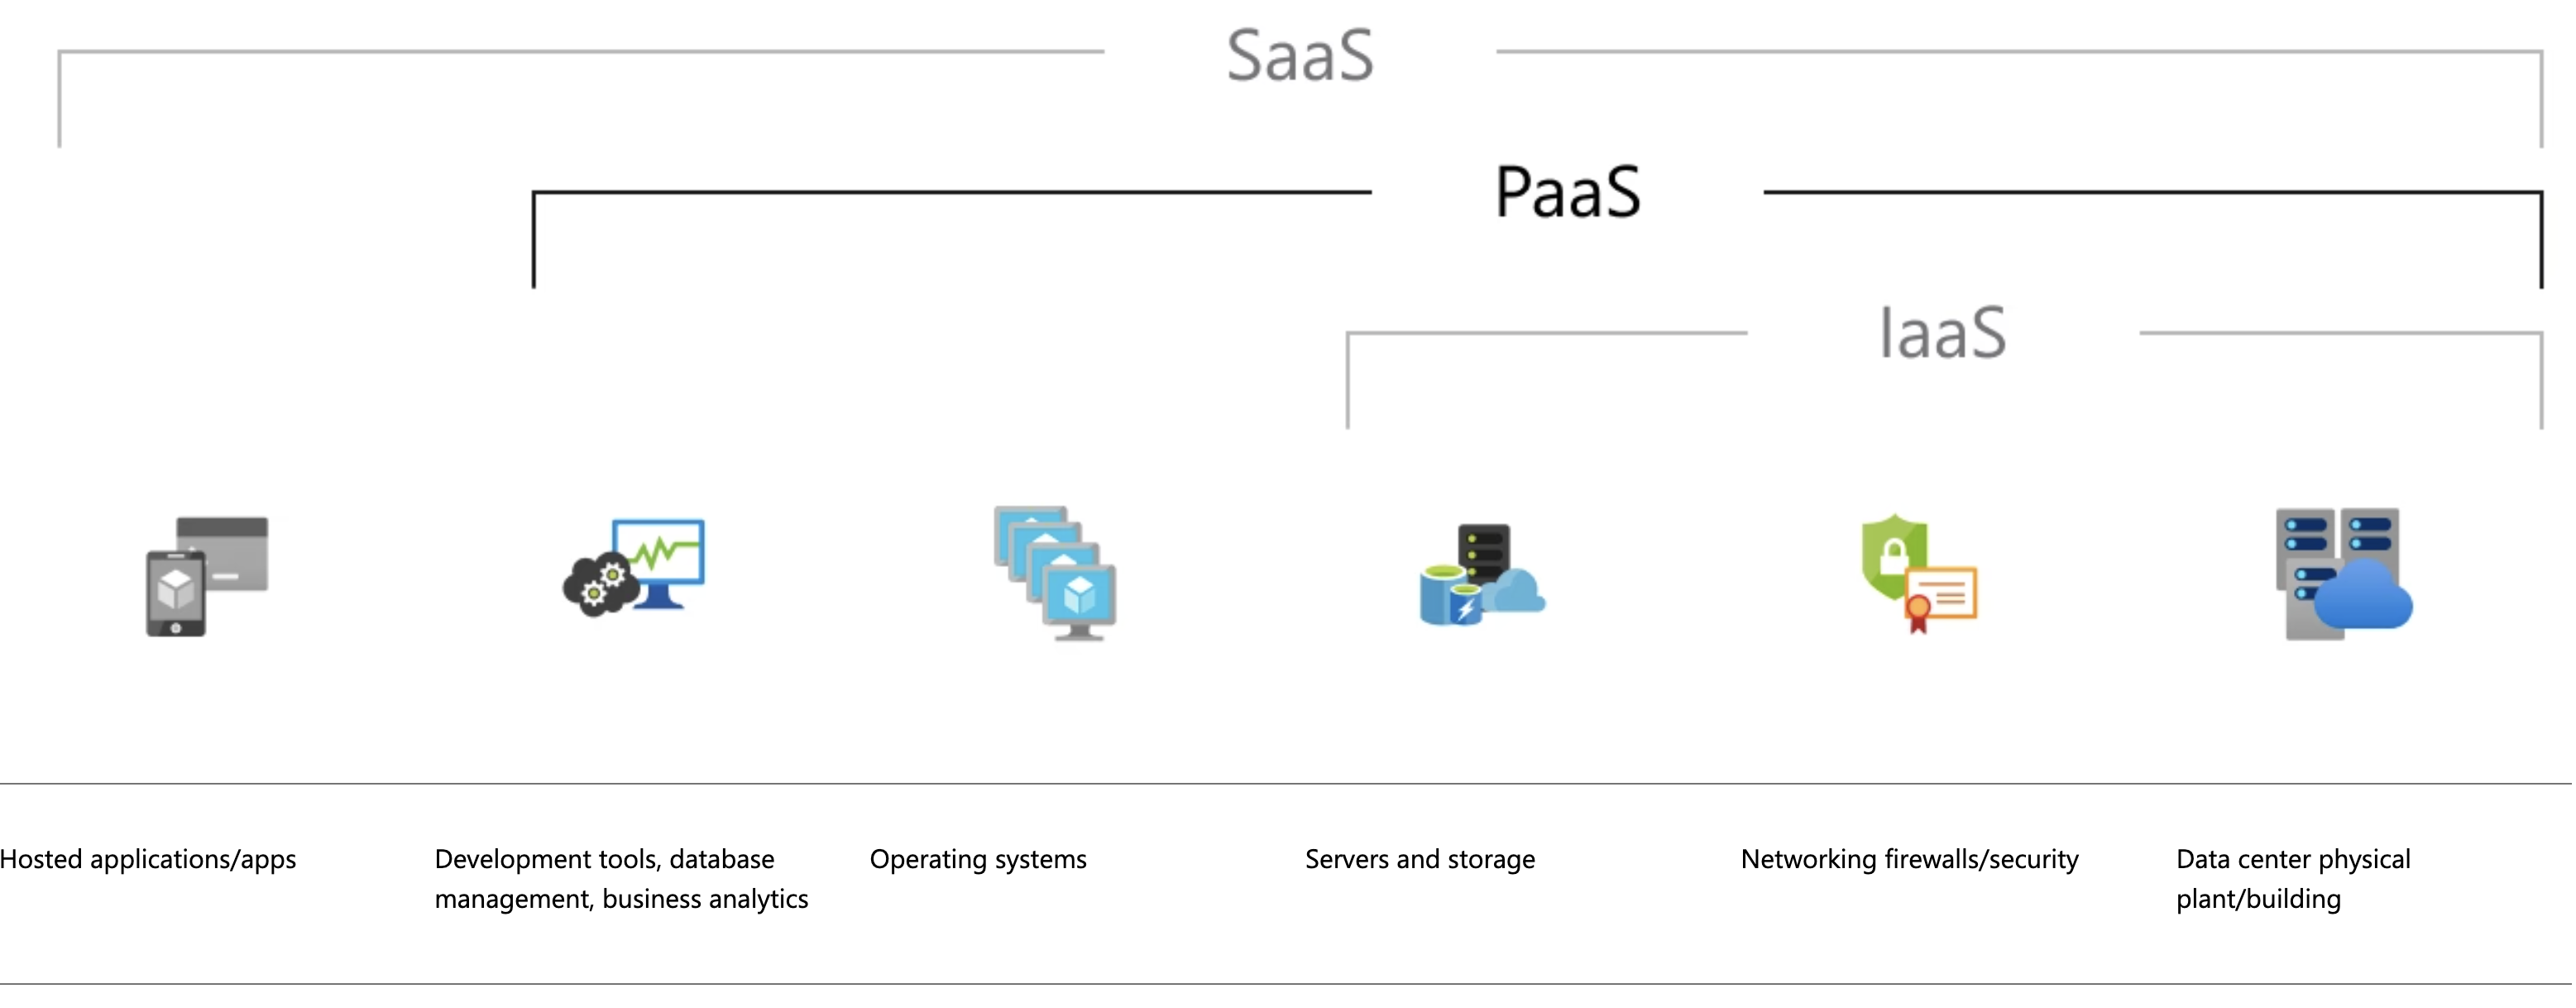 SaaS
PaaS
IaaS
Hosted applications/apps
Development tools, database
management, business analytics
Operating systems
Servers and storage
Networking firewalls/security
Data center physical
plant/building